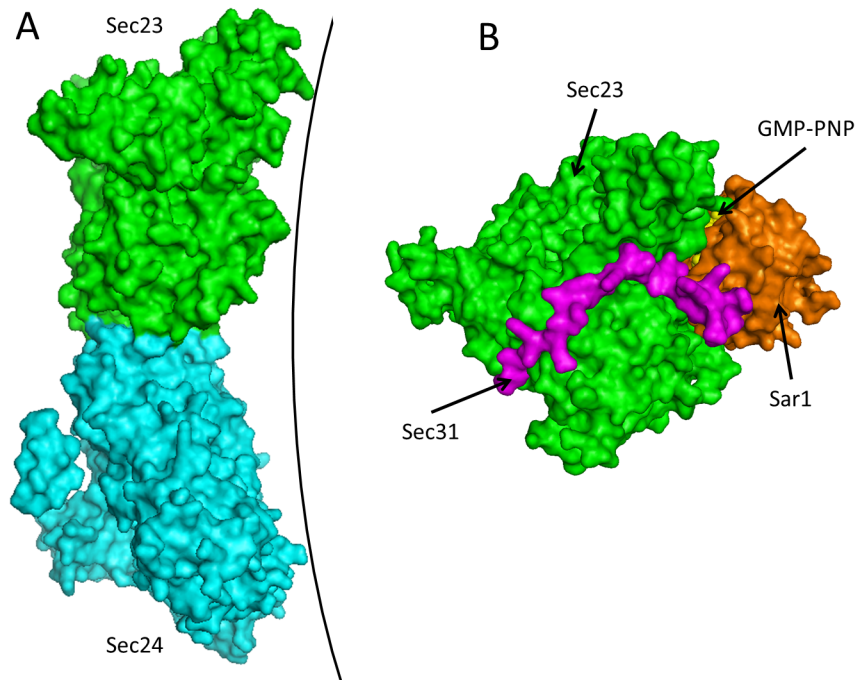 A
Sec23
Sec24
B
Sec23
GMP-PNP
Sec31
Sar1